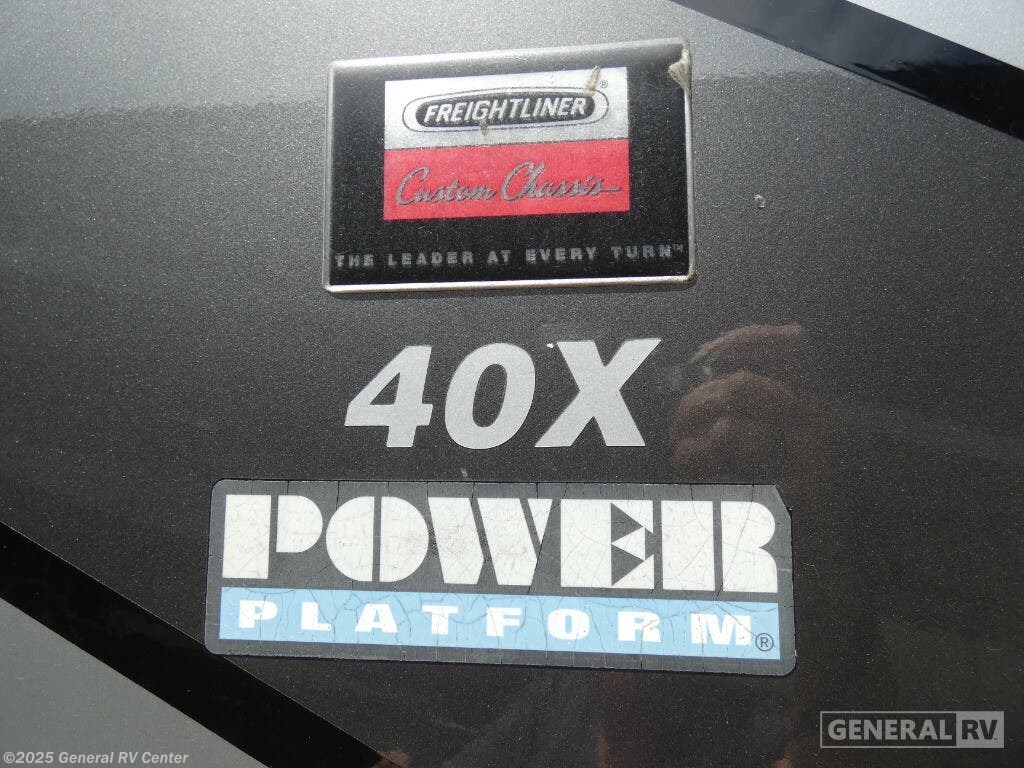 FREIGHTLINER®
Custom Chassis
THE LEADER AT EVERY TURN™
40X
POWER
PLATFORM®
GENERAL RV
©2025 General RV Center